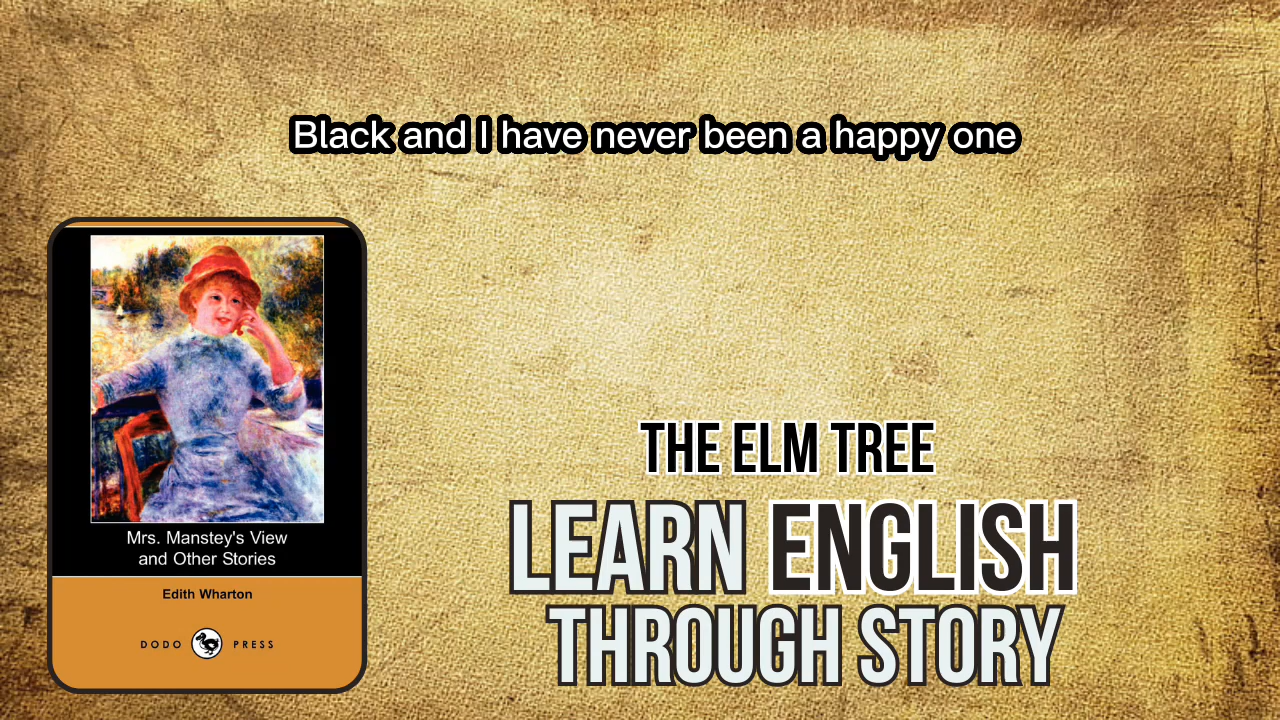 Black and I have never been a happy one
Mrs. Manstey's View
and Other Stories
Edith Wharton
DODO PRESS
THE ELM TREE
LEARN ENGLISH
THROUGH STORY